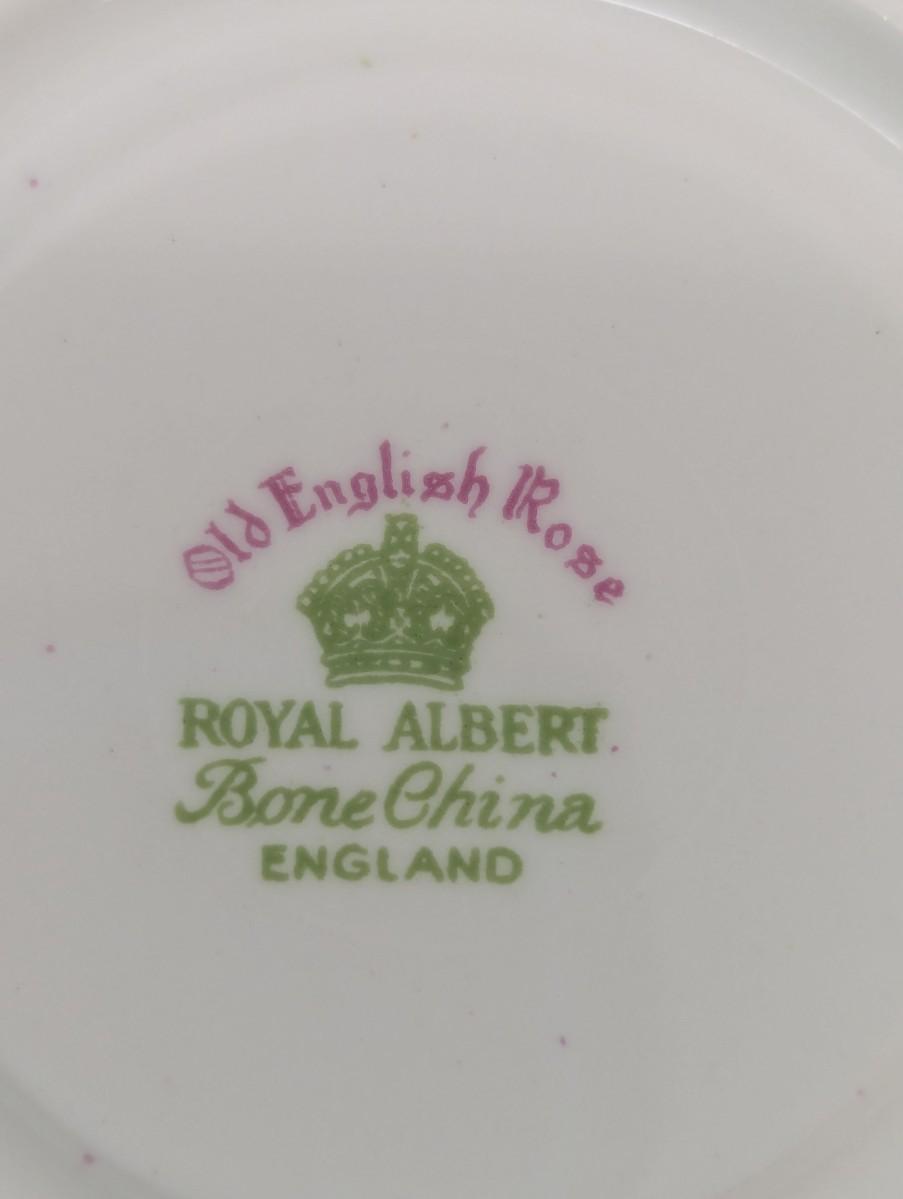 Old English Rose
ROYAL ALBERT
Bone China
ENGLAND